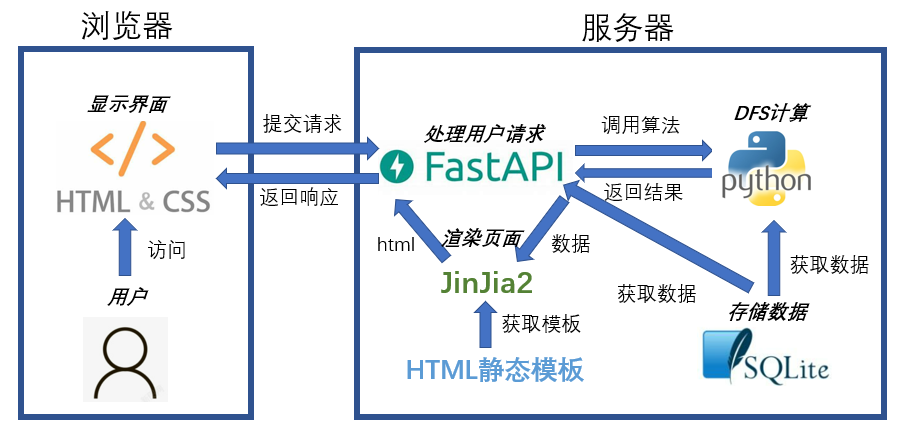 浏览器
服务器
显示界面
</>
HTML & CSS
访问
用户
提交请求
返回响应
处理用户请求
FastAPI
调用算法
返回结果
DFS计算
python
html
渲染页面
数据
JinJia2
获取模板
HTML静态模板
获取数据
获取数据
存储数据
SQLite